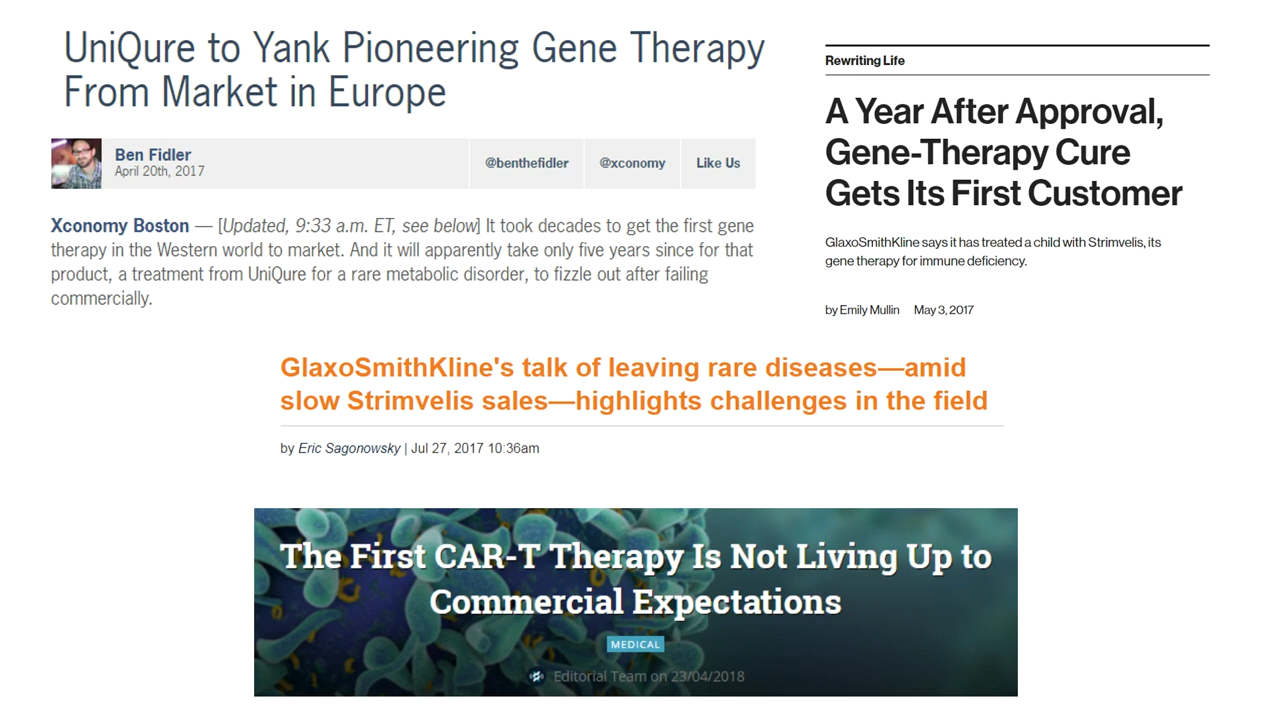 UniQure to Yank Pioneering Gene Therapy
From Market in Europe
Ben Fidler
April 20th, 2017
@benthefidler
@xconomy
Like Us
Xconomy Boston — [Updated, 9:33 a.m. ET, see below] It took decades to get the first gene
therapy in the Western world to market. And it will apparently take only five years since for that
product, a treatment from UniQure for a rare metabolic disorder, to fizzle out after failing
commercially.
Rewriting Life
A Year After Approval,
Gene-Therapy Cure
Gets Its First Customer
GlaxoSmithKline says it has treated a child with Strimvelis, its
gene therapy for immune deficiency.
by Emily Mullin May 3, 2017
GlaxoSmithKline's talk of leaving rare diseases—amid
slow Strimvelis sales—highlights challenges in the field
by Eric Sagonowsky | Jul 27, 2017 10:36am
The First CAR-T Therapy Is Not Living Up to
Commercial Expectations
MEDICAL
Editorial Team on 23/04/2018